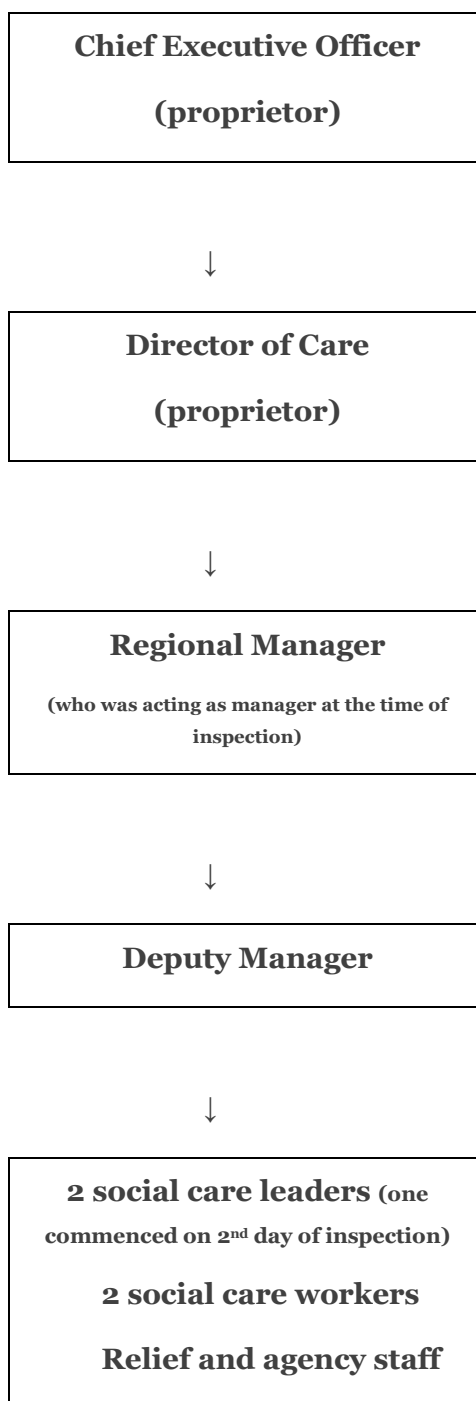 Chief Executive Officer
(proprietor)
↓
Director of Care
(proprietor)
↓
Regional Manager
(who was acting as manager at the time of
inspection)
↓
Deputy Manager
↓
2 social care leaders (one
commenced on 2nd day of inspection)
2 social care workers
Relief and agency staff